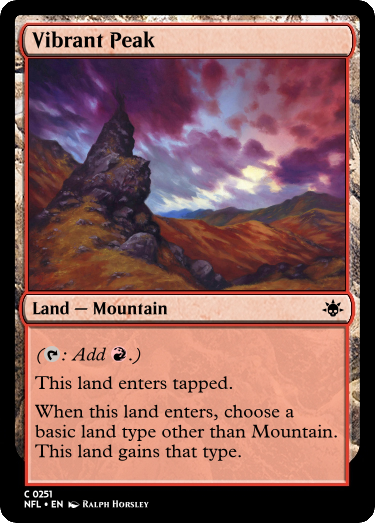 Vibrant Peak
Land — Mountain
(: Add .)
This land enters tapped.
When this land enters, choose a
basic land type other than Mountain.
This land gains that type.
C 0251
NFL • EN Ralph Horsley